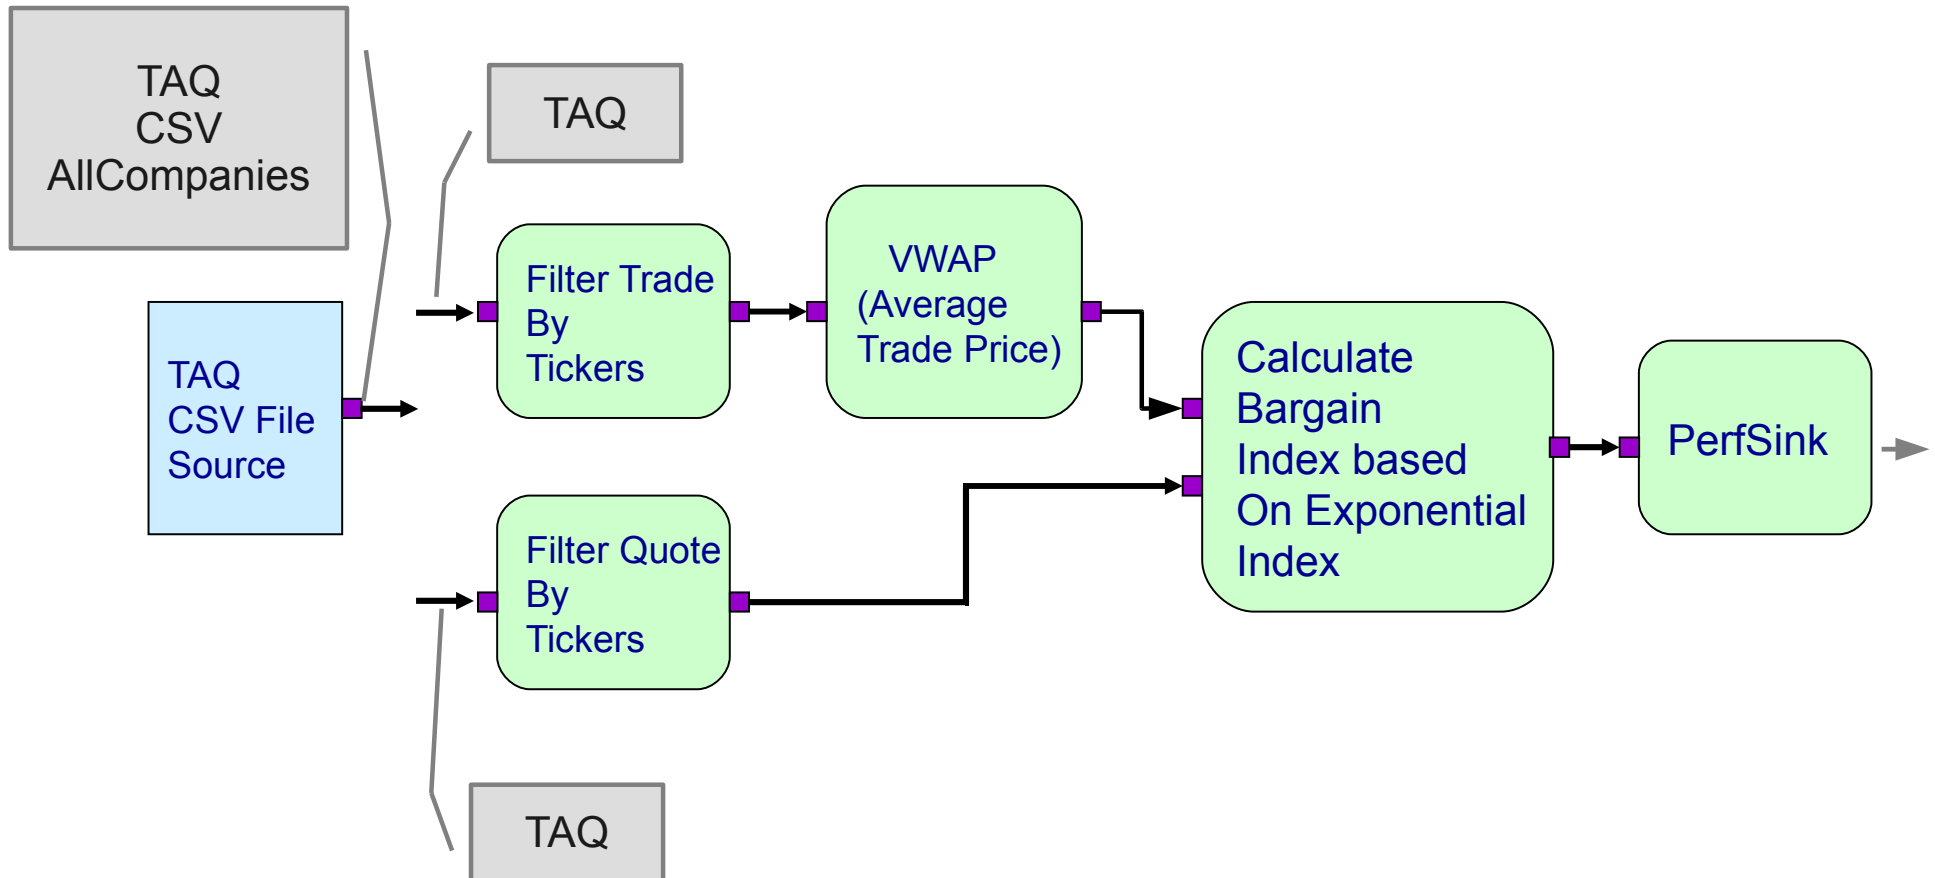 TAQ
CSV
AllCompanies
TAQ
TAQ
CSV File
Source
Filter Trade
By
Tickers
VWAP
(Average
Trade Price)
Filter Quote
By
Tickers
Calculate
Bargain
Index based
On Exponential
Index
PerfSink
TAQ